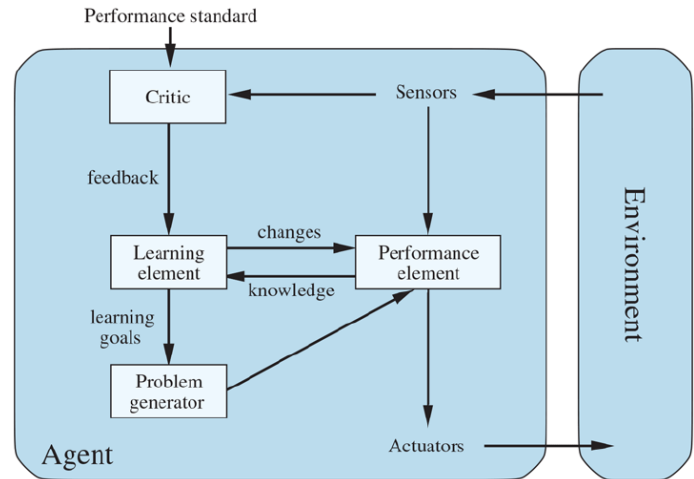 Performance standard
Critic
Sensors
feedback
changes
Learning
element
Performance
element
knowledge
learning
goals
Problem
generator
Agent
Actuators
Environment